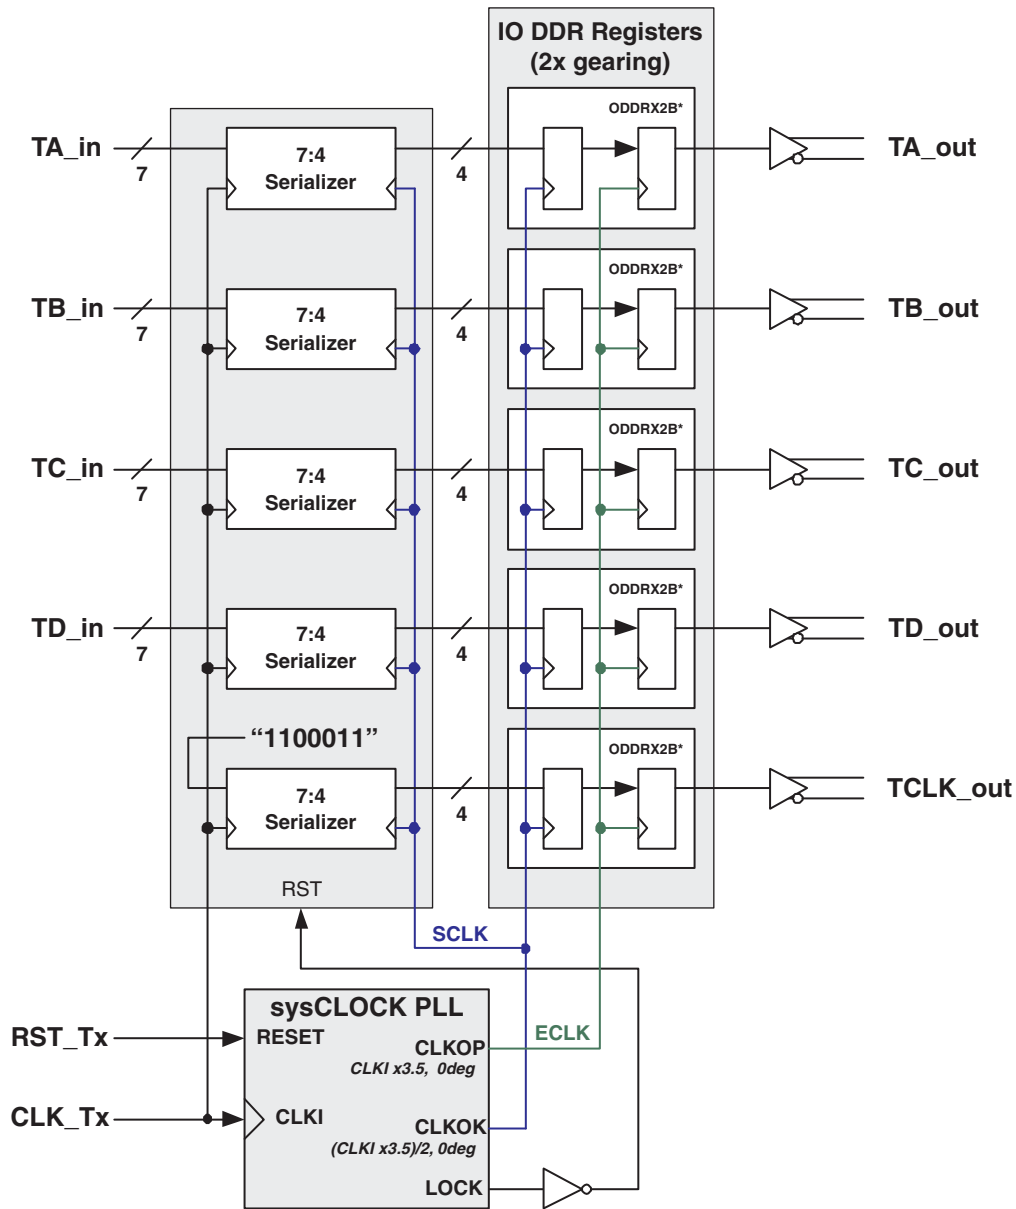 IO DDR Registers
(2x gearing)
TA_in
7
7:4
Serializer
4
ODDRX2B*
TA_out
TB_in
7
7:4
Serializer
4
ODDRX2B*
TB_out
TC_in
7
7:4
Serializer
4
ODDRX2B*
TC_out
TD_in
7
7:4
Serializer
4
ODDRX2B*
TD_out
“1100011”
7:4
Serializer
4
ODDRX2B*
TCLK_out
RST
SCLK
sysCLOCK PLL
RST_Tx
RESET
ECLK
CLKOP
CLKI x3.5, 0deg
CLK_Tx
CLKI
CLKOK
(CLKI x3.5)/2, 0deg
LOCK